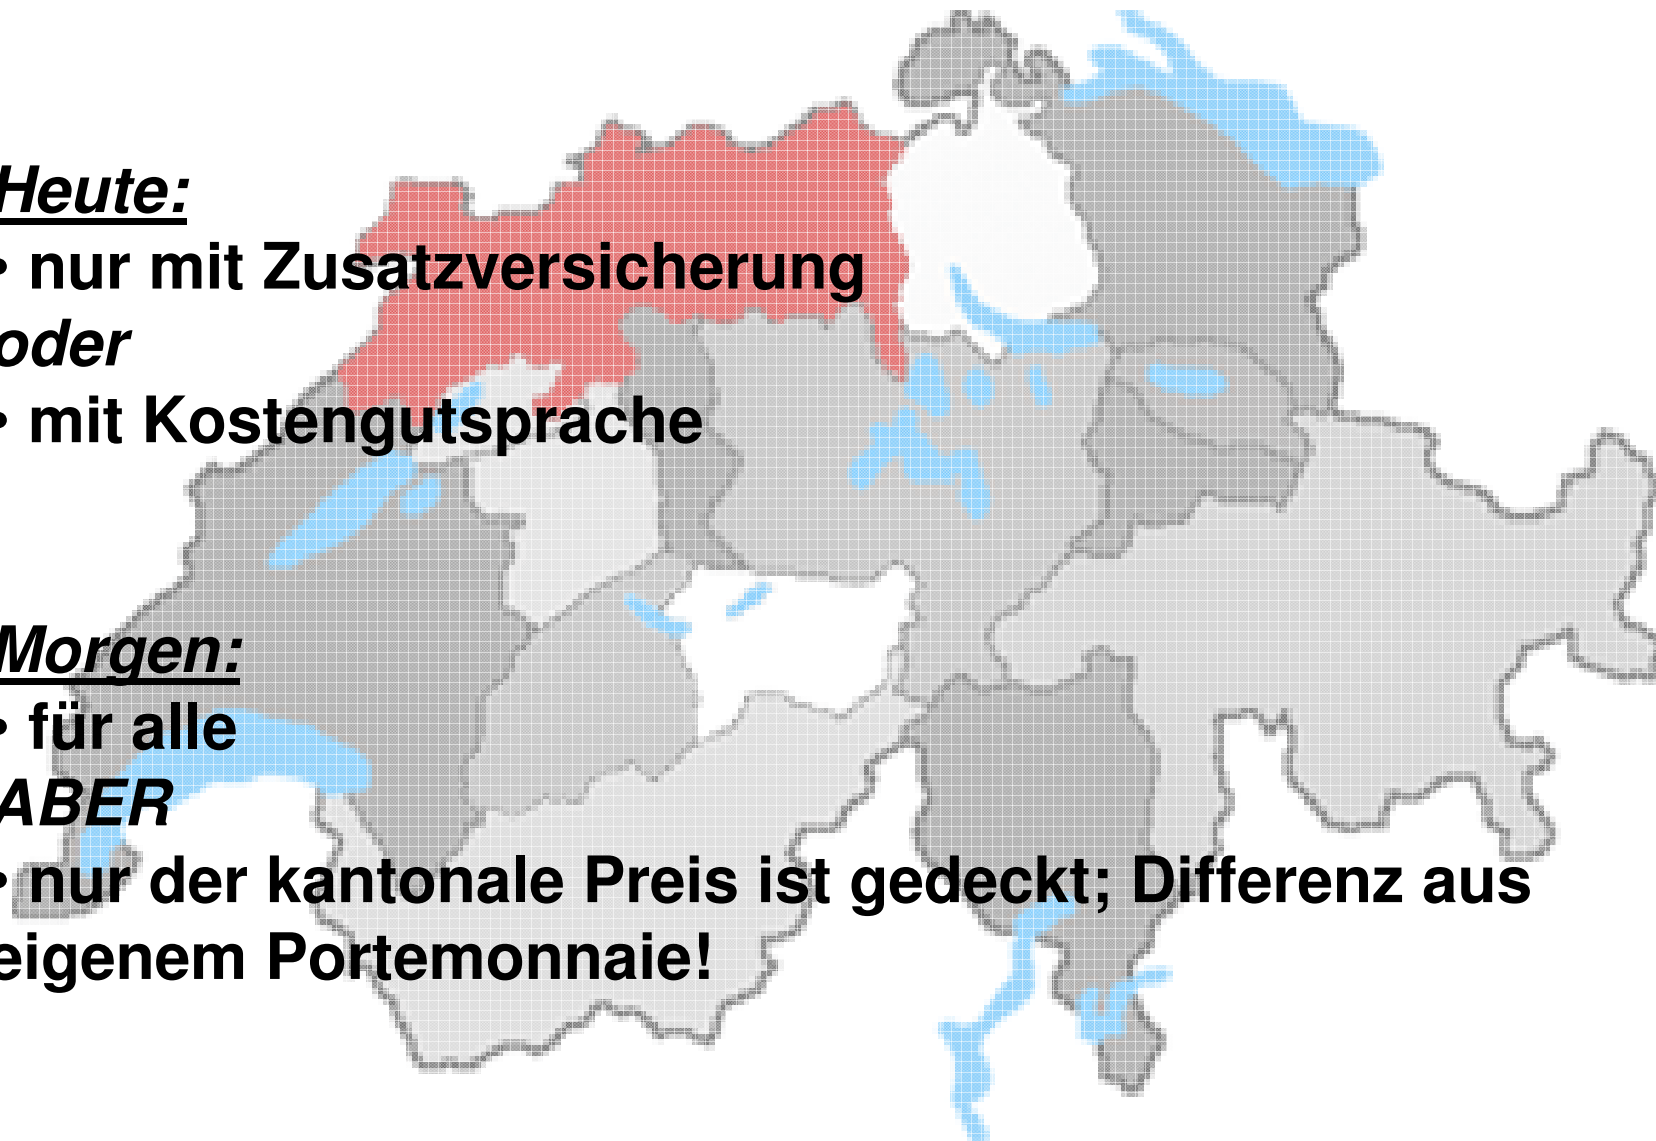 Heute:
• nur mit Zusatzversicherung
oder
• mit Kostengutsprache
Morgen:
• für alle
ABER
• nur der kantonale Preis ist gedeckt; Differenz aus
eigenem Portemonnaie!